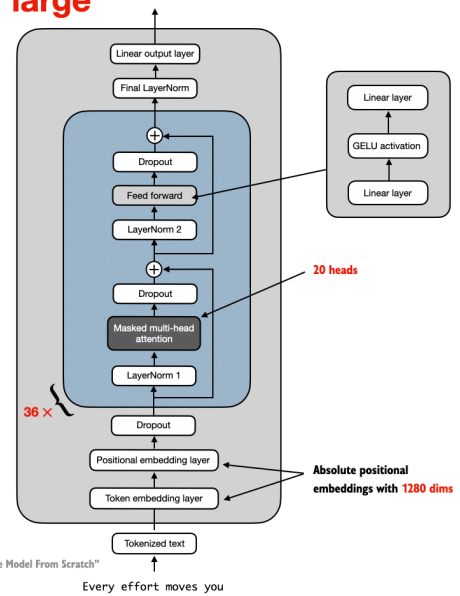 large
Linear output layer
Final LayerNorm
Dropout
Feed forward
LayerNorm 2
Dropout
Masked multi-head
attention
LayerNorm 1
36 ×
Dropout
Positional embedding layer
Token embedding layer
Tokenized text
e Model From Scratch"
Every effort moves you
Linear layer
GELU activation
Linear layer
20 heads
Absolute positional
embeddings with 1280 dims